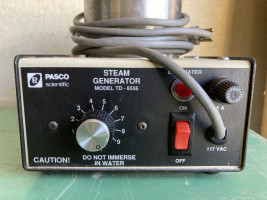 PASCO
scientific
STEAM
GENERATOR
MODEL TD - 8556
ON
2
3
4
5
6
7
8
9
OFF
117 VAC
CAUTION!
DO NOT IMMERSE
IN WATER